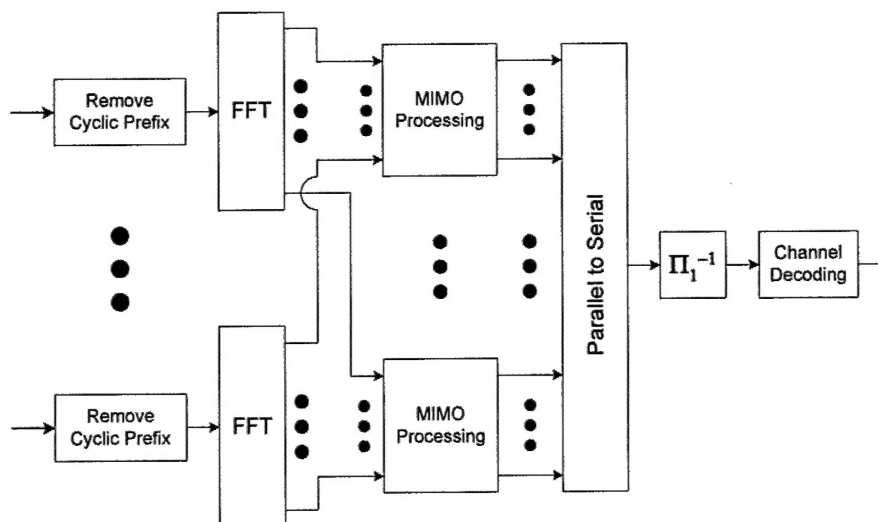 Remove
Cyclic Prefix
FFT
MIMO
Processing
Parallel to Serial
Π₁⁻¹
Channel
Decoding
Remove
Cyclic Prefix
FFT
MIMO
Processing